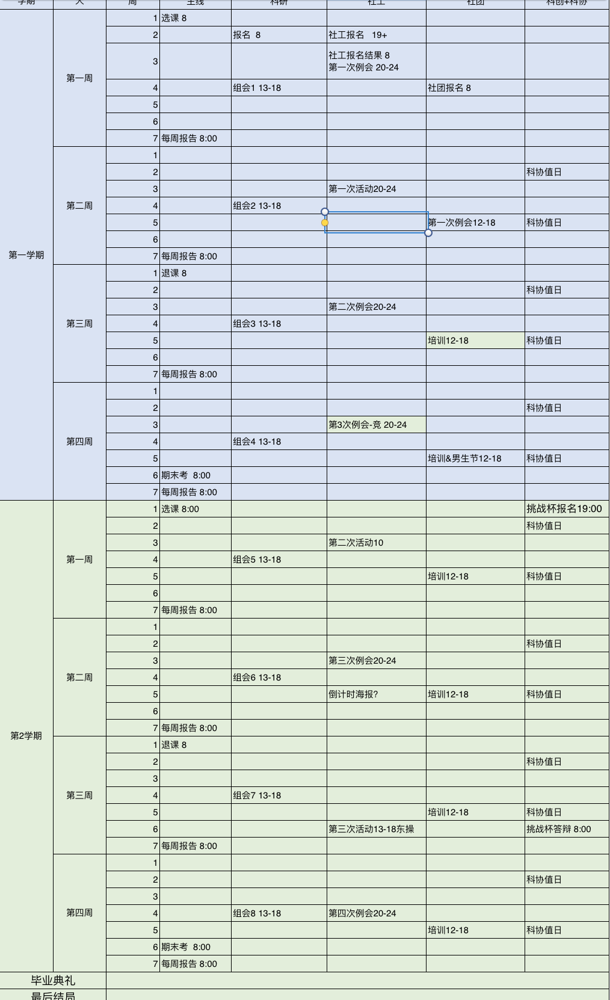 学期 天 周 主线 科研 社工 社团 科创+科协
第一学期
第一周
1 选课 8
2 报名 8 社工报名 19+
3 社工报名结果 8
第一次例会 20-24
4 组会1 13-18 社团报名 8
5
6
7 每周报告 8:00
第二周
1
2 科协值日
3 第一次活动20-24
4 组会2 13-18
5 第一次例会12-18 科协值日
6
7 每周报告 8:00
第三周
1 退课 8
2 科协值日
3 第二次例会20-24
4 组会3 13-18
5 培训12-18 科协值日
6
7 每周报告 8:00
第四周
1
2 科协值日
3 第3次例会-竞 20-24
4 组会4 13-18
5 培训&男生节12-18 科协值日
6 期末考 8:00
7 每周报告 8:00
第2学期
第一周
1 选课 8:00 挑战杯报名19:00
2 科协值日
3 第二次活动10
4 组会5 13-18
5 培训12-18 科协值日
6
7 每周报告 8:00
第二周
1
2 科协值日
3 第三次例会20-24
4 组会6 13-18
5 倒计时海报? 培训12-18 科协值日
6
7 每周报告 8:00
第三周
1 退课 8
2 科协值日
3
4 组会7 13-18
5 培训12-18 科协值日
6 第三次活动13-18东操 挑战杯答辩 8:00
7 每周报告 8:00
第四周
1
2 科协值日
3
4 组会8 13-18 第四次例会20-24
5 培训12-18 科协值日
6 期末考 8:00
7 每周报告 8:00
毕业典礼
最后结局